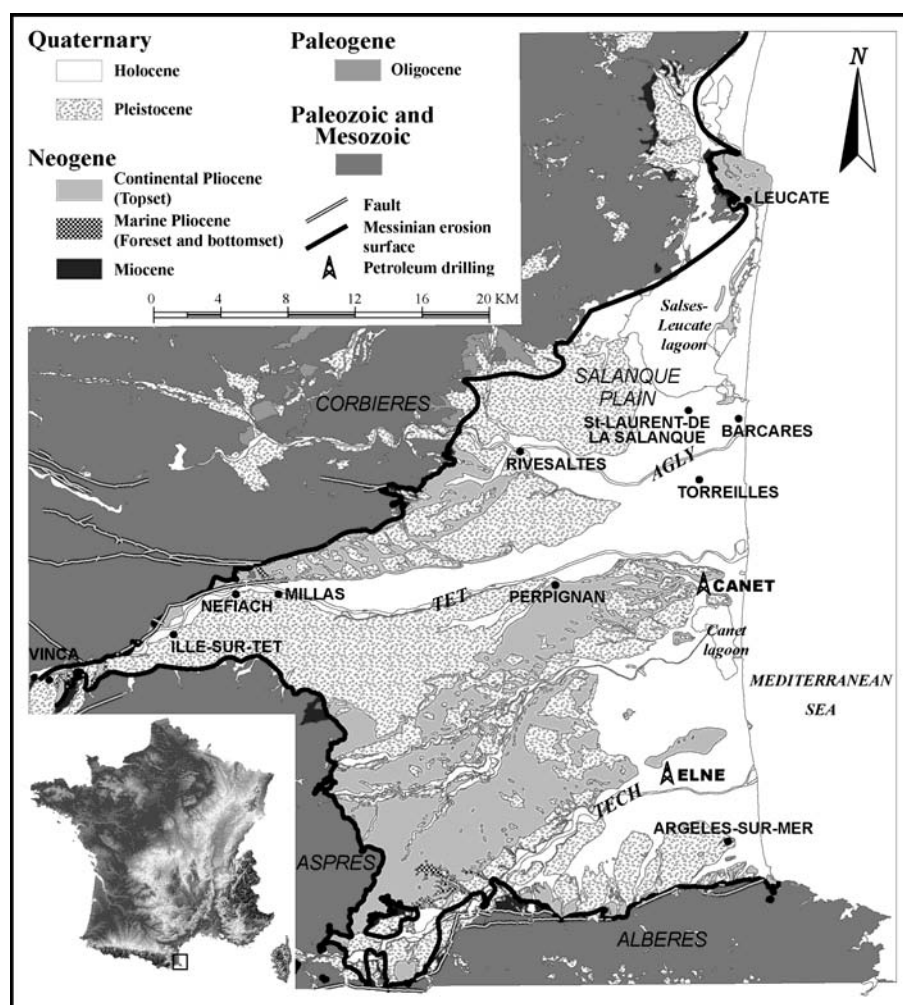 Quaternary
Holocene
Pleistocene
Neogene
Continental Pliocene
(Topset)
Marine Pliocene
(Foreset and bottomset)
Miocene
Paleogene
Oligocene
Paleozoic and
Mesozoic
Fault
Messinian erosion
surface
Petroleum drilling
0 4 8 12 16 20 KM
N
LEUCATE
Salses-
Leucate
lagoon
CORBIERES
SALANQUE
PLAIN
St-LAURENT-DE
LA SALANQUE
BARCARES
RIVESALTES
AGLY
TORREILLES
NEFIACH
MILLAS
TET
PERPIGNAN
CANET
ILLE-SUR-TET
VINCA
Canet
lagoon
MEDITERRANEAN
SEA
ELNE
TECH
ARGELES-SUR-MER
ASPRES
ALBERES